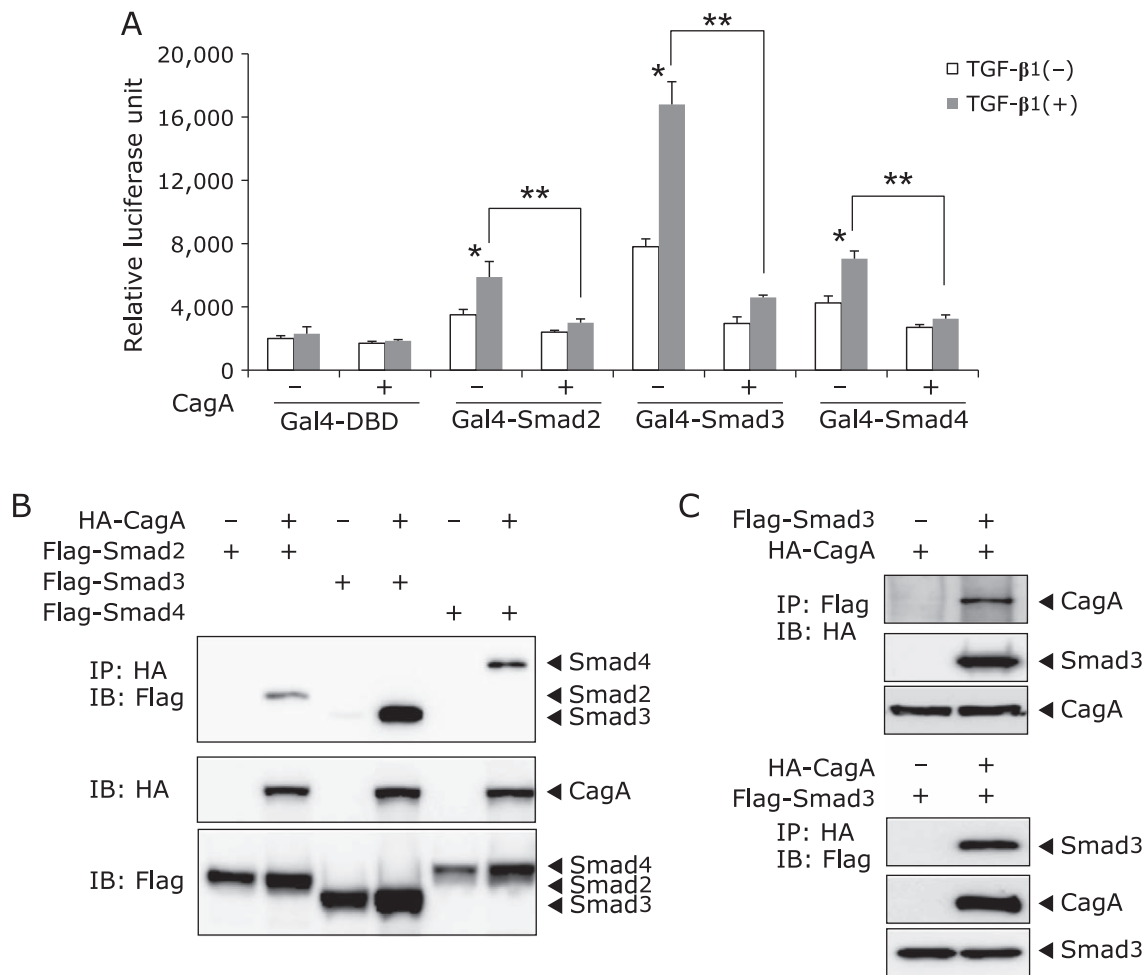 A
Relative luciferase unit
20,000
16,000
12,000
8,000
4,000
0
TGF-β1(−)
TGF-β1(+)
* ** * ** * **
CagA − + − + − + − +
Gal4-DBD Gal4-Smad2 Gal4-Smad3 Gal4-Smad4
B
HA-CagA − + − + − +
Flag-Smad2 + +
Flag-Smad3 + +
Flag-Smad4 + +
IP: HA
IB: Flag
◄ Smad4
◄ Smad2
◄ Smad3
IB: HA ◄ CagA
IB: Flag
◄ Smad4
◄ Smad2
◄ Smad3
C
Flag-Smad3 − +
HA-CagA + +
IP: Flag
IB: HA
◄ CagA
◄ Smad3
◄ CagA
HA-CagA − +
Flag-Smad3 + +
IP: HA
IB: Flag
◄ Smad3
◄ CagA
◄ Smad3